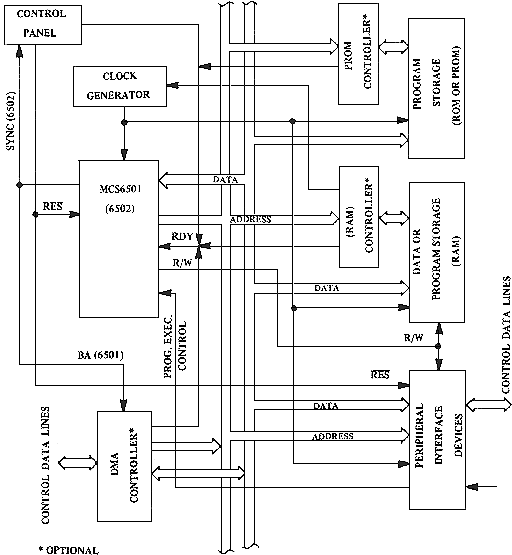 CONTROL
PANEL
CLOCK
GENERATOR
PROM
CONTROLLER*
PROGRAM
STORAGE
(ROM OR PROM)
SYNC (6502)
MCS6501
(6502)
RES
DATA
ADDRESS
RDY
R/W
(RAM)
CONTROLLER*
DATA OR
PROGRAM STORAGE
(RAM)
DATA
R/W
CONTROL DATA LINES
PROG. EXEC.
CONTROL
BA (6501)
RES
DATA
ADDRESS
PERIPHERAL
INTERFACE
DEVICES
CONTROL DATA LINES
DMA
CONTROLLER*
* OPTIONAL